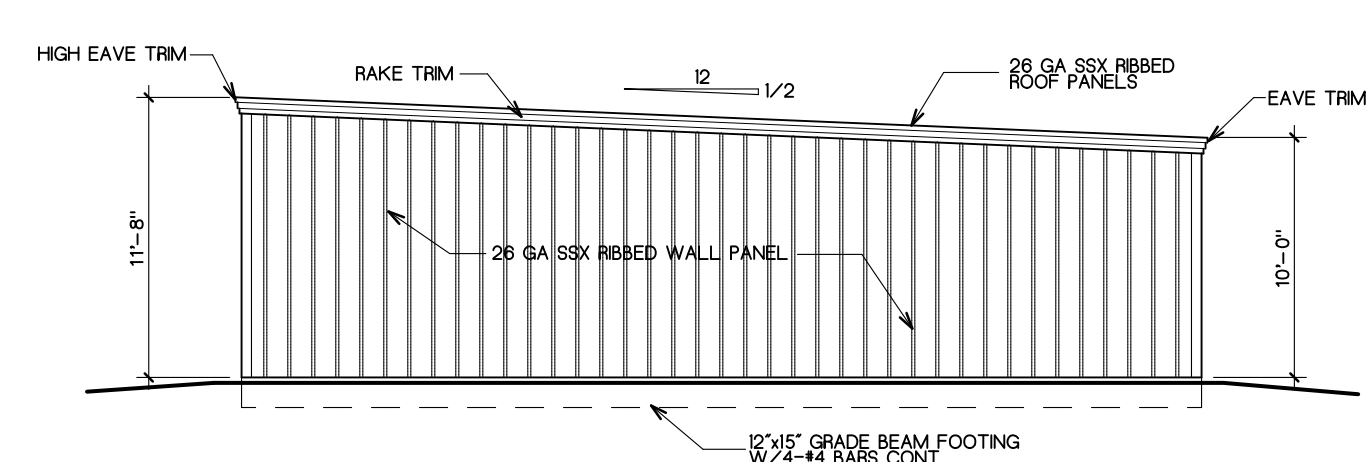 HIGH EAVE TRIM
RAKE TRIM
12
1/2
26 GA SSX RIBBED
ROOF PANELS
EAVE TRIM
11'-8"
26 GA SSX RIBBED WALL PANEL
10'-0"
12"x15" GRADE BEAM FOOTING
W/4-#4 BARS CONT